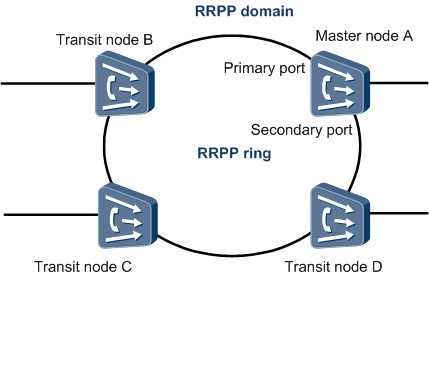 RRPP domain
Transit node B
Master node A
Primary port
Secondary port
RRPP ring
Transit node C
Transit node D